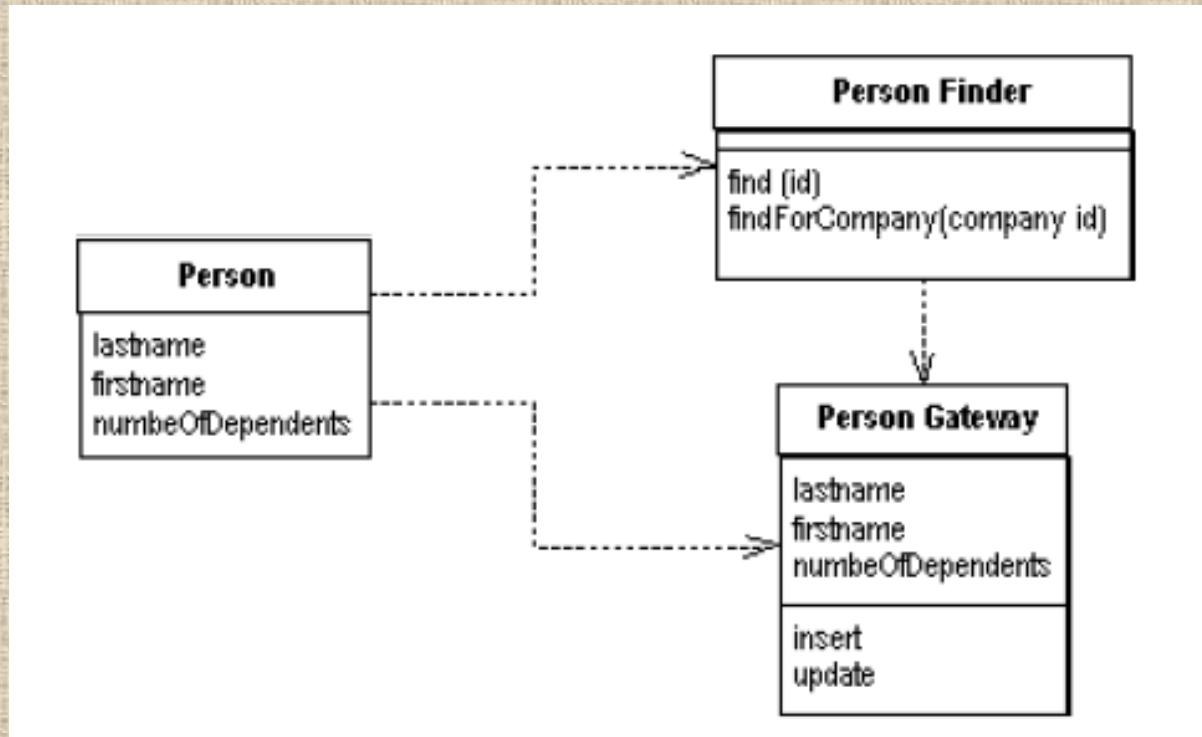 Person Finder
find (id)
findForCompany(company id)
Person
lastname
firstname
numbeOfDependents
Person Gateway
lastname
firstname
numbeOfDependents
insert
update